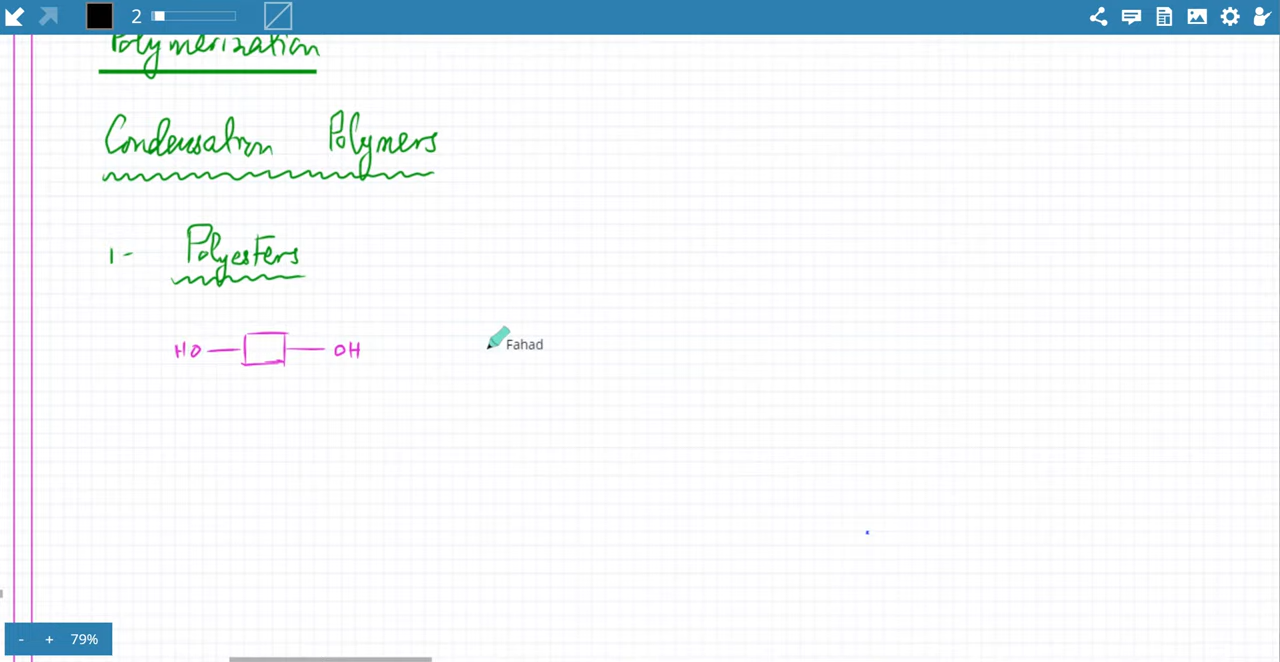 2
Polymerization
Condensation Polymers
1- Polyesters
HO OH
Fahad
- + 79%